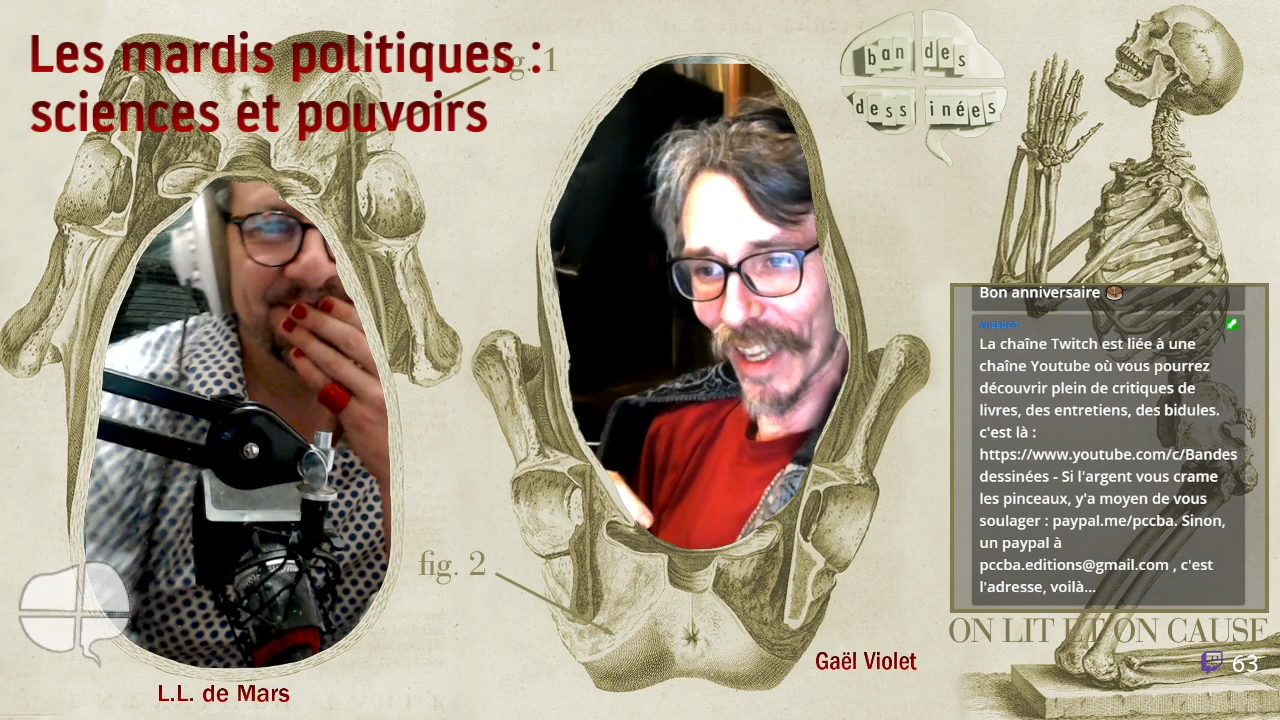 Les mardis politiques :
sciences et pouvoirs
fig. 1
ban des
dess inées
Bon anniversaire
La chaîne Twitch est liée à une
chaîne Youtube où vous pourrez
découvrir plein de critiques de
livres, des entretiens, des bidules.
c'est là :
https://www.youtube.com/c/Bandes
dessinées - Si l'argent vous crame
les pinceaux, y'a moyen de vous
soulager : paypal.me/pccba. Sinon,
un paypal à
pccba.editions@gmail.com , c'est
l'adresse, voilà...
fig. 2
ON LIT ET ON CAUSE
Gaël Violet
63
L.L. de Mars